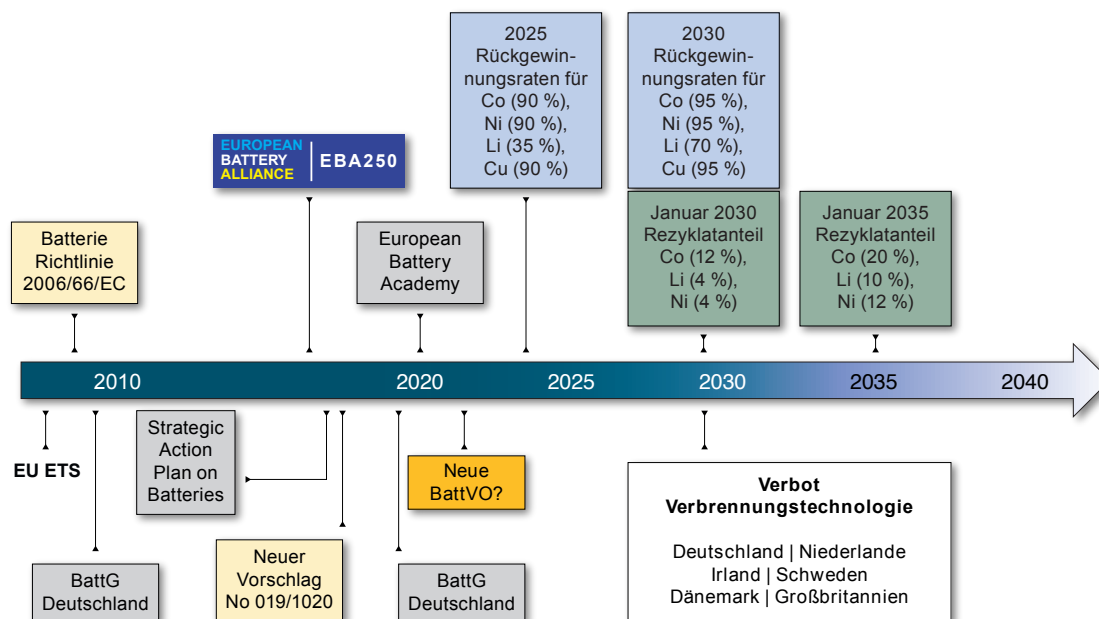 2025
Rückgewin-
nungsraten für
Co (90 %),
Ni (90 %),
Li (35 %),
Cu (90 %)
2030
Rückgewin-
nungsraten für
Co (95 %),
Ni (95 %),
Li (70 %),
Cu (95 %)
EUROPEAN
BATTERY
ALLIANCE
EBA250
Batterie
Richtlinie
2006/66/EC
European
Battery
Academy
Januar 2030
Rezyklatanteil
Co (12 %),
Li (4 %),
Ni (4 %)
Januar 2035
Rezyklatanteil
Co (20 %),
Li (10 %),
Ni (12 %)
2010
2020
2025
2030
2035
2040
EU ETS
Strategic
Action
Plan on
Batteries
Neue
BattVO?
Verbot
Verbrennungstechnologie
Deutschland | Niederlande
Irland | Schweden
Dänemark | Großbritannien
BattG
Deutschland
Neuer
Vorschlag
No 019/1020
BattG
Deutschland